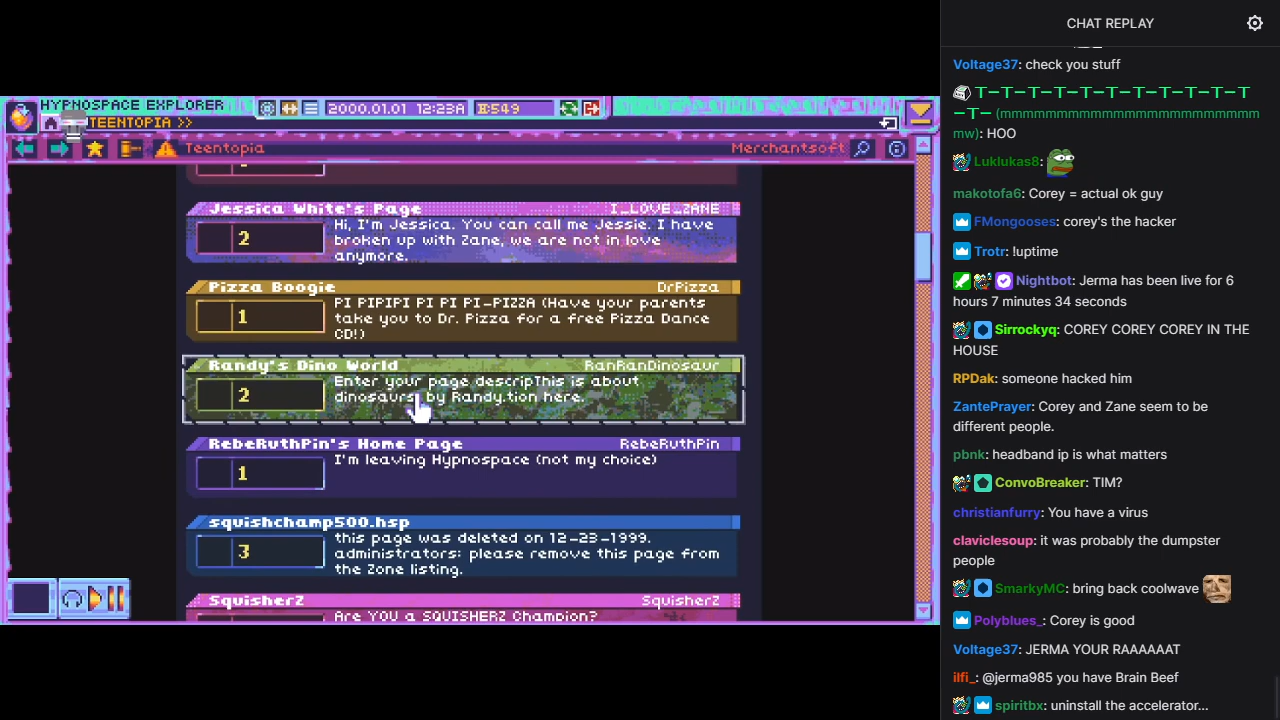 HYPNOSPACE EXPLORER
2000.01.01 12:23A
549
TEENTOPIA >>
Teentopia
Merchantsoft
Jessica White's Page
I_LOVE_ZANE
2
Hi, I'm Jessica. You can call me Jessie. I have
broken up with Zane, we are not in love
anymore.
Pizza Boogie
DrPizza
1
PI PIPIPI PI PI PI-PIZZA (Have your parents
take you to Dr. Pizza for a free Pizza Dance
CD!)
Randy's Dino World
RanRanDinosaur
2
Enter your page descripThis is about
dinosaurs, by Randy.tion here.
RebeRuthPin's Home Page
RebeRuthPin
1
I'm leaving Hypnospace (not my choice)
squishchamp500.hsp
3
this page was deleted on 12-23-1999.
administrators: please remove this page from
the Zone listing.
SquisherZ
SquisherZ
Are YOU a SQUISHERZ Champion?
CHAT REPLAY
Voltage37: check you stuff
T–T–T–T–T–T–T–T–T–T–T
–T– (mmmmmmmmmmmmmmmmmmmmmm
mw): HOO
Luklukas8:
makotofa6: Corey = actual ok guy
FMongooses: corey's the hacker
Trotr: !uptime
Nightbot: Jerma has been live for 6
hours 7 minutes 34 seconds
Sirrockyq: COREY COREY COREY IN THE
HOUSE
RPDak: someone hacked him
ZantePrayer: Corey and Zane seem to be
different people.
pbnk: headband ip is what matters
ConvoBreaker: TIM?
christianfurry: You have a virus
claviclesoup: it was probably the dumpster
people
SmarkyMC: bring back coolwave
Polyblues_: Corey is good
Voltage37: JERMA YOUR RAAAAAAT
ilfi_: @jerma985 you have Brain Beef
spiritbx: uninstall the accelerator...